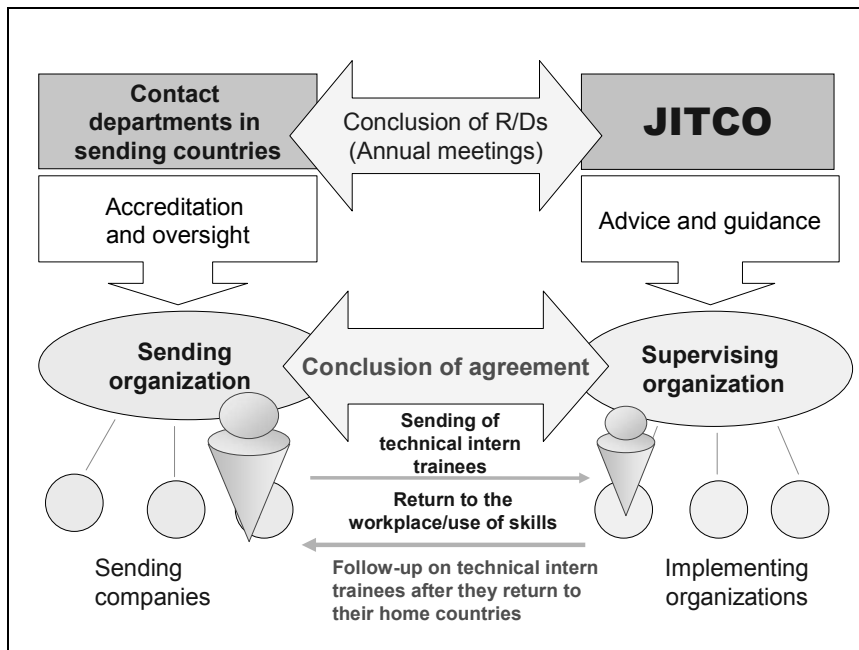 Contact
departments in
sending countries
Conclusion of R/Ds
(Annual meetings)
JITCO
Accreditation
and oversight
Advice and guidance
Sending
organization
Conclusion of agreement
Supervising
organization
Sending of
technical intern
trainees
Return to the
workplace/use of skills
Sending
companies
Follow-up on technical intern
trainees after they return to
their home countries
Implementing
organizations